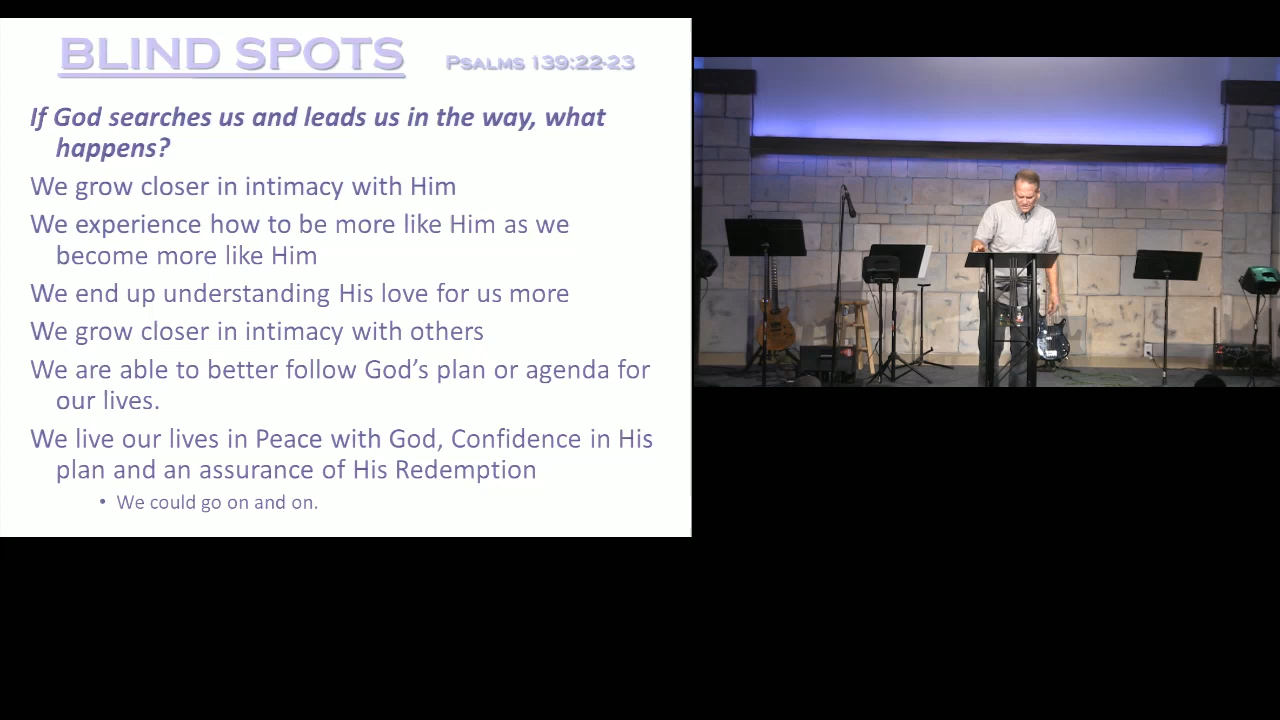 BLIND SPOTS Psalms 139:22-23
If God searches us and leads us in the way, what
happens?
We grow closer in intimacy with Him
We experience how to be more like Him as we
become more like Him
We end up understanding His love for us more
We grow closer in intimacy with others
We are able to better follow God’s plan or agenda for
our lives.
We live our lives in Peace with God, Confidence in His
plan and an assurance of His Redemption
• We could go on and on.